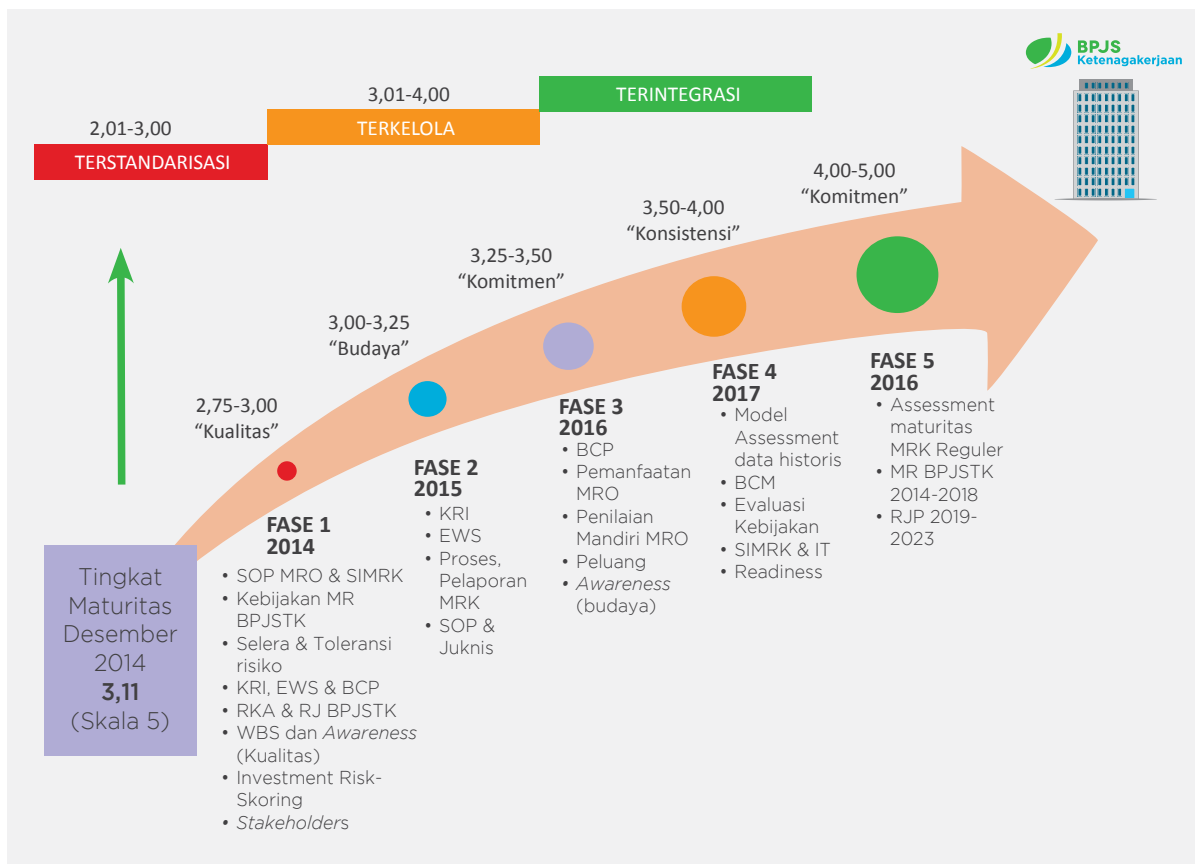 BPJS
Ketenagakerjaan
2,01-3,00
TERSTANDARISASI
3,01-4,00
TERKELOLA
TERINTEGRASI
2,75-3,00
“Kualitas”
3,00-3,25
“Budaya”
3,25-3,50
“Komitmen”
3,50-4,00
“Konsistensi”
4,00-5,00
“Komitmen”
Tingkat
Maturitas
Desember
2014
3,11
(Skala 5)
FASE 1
2014
• SOP MRO & SIMRK
• Kebijakan MR
BPJSTK
• Selera & Toleransi
risiko
• KRI, EWS & BCP
• RKA & RJ BPJSTK
• WBS dan Awareness
(Kualitas)
• Investment Risk-
Skoring
• Stakeholders
FASE 2
2015
• KRI
• EWS
• Proses,
Pelaporan
MRK
• SOP &
Juknis
FASE 3
2016
• BCP
• Pemanfaatan
MRO
• Penilaian
Mandiri MRO
• Peluang
• Awareness
(budaya)
FASE 4
2017
• Model
Assessment
data historis
• BCM
• Evaluasi
Kebijakan
• SIMRK & IT
• Readiness
FASE 5
2016
• Assessment
maturitas
MRK Reguler
• MR BPJSTK
2014-2018
• RJP 2019-
2023